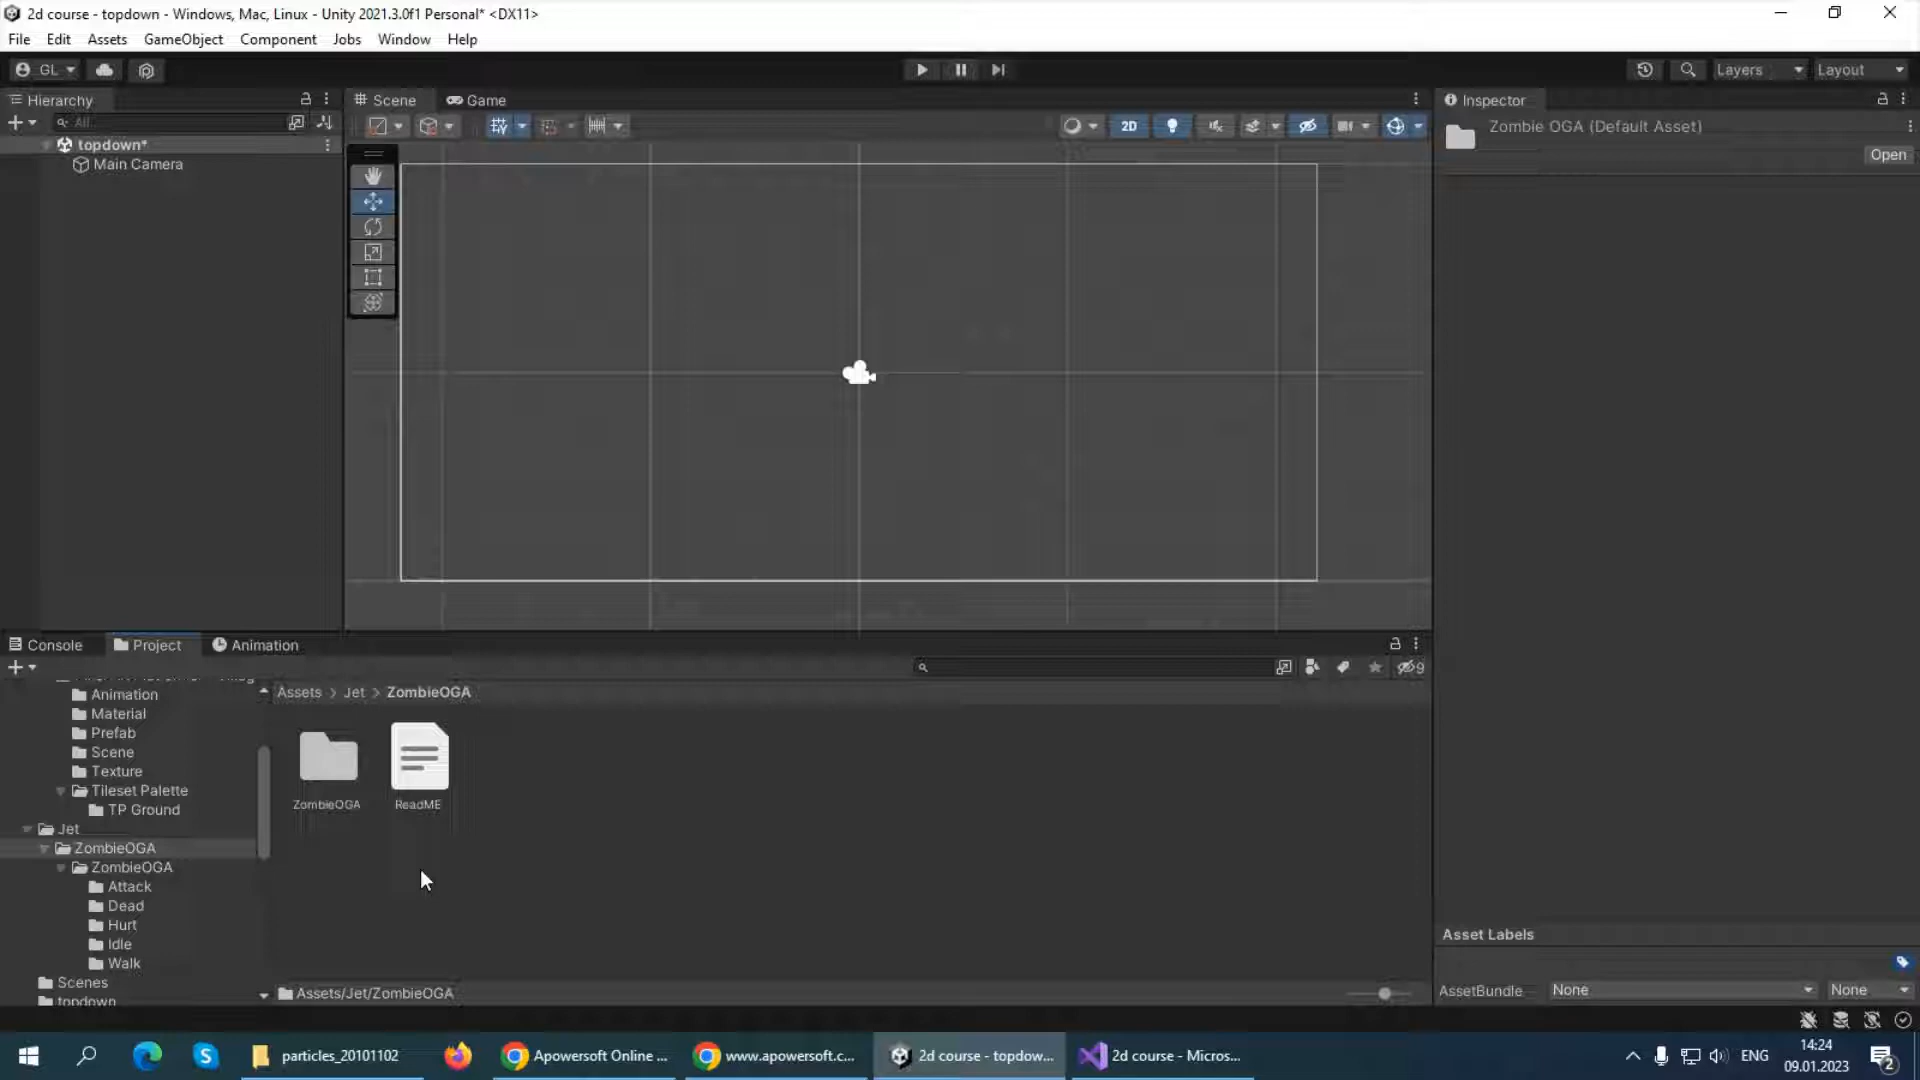 2d course - topdown - Windows, Mac, Linux - Unity 2021.3.0f1 Personal* <DX11>
File Edit Assets GameObject Component Jobs Window Help
GL Layers Layout
Hierarchy Scene Game Inspector
All
2D
Zombie OGA (Default Asset)
Open
topdown*
Main Camera
Console Project Animation
9
Assets > Jet > ZombieOGA
Animation
Material
Prefab
Scene
Texture
Tileset Palette
TP Ground
Jet
ZombieOGA
ZombieOGA
Attack
Dead
Hurt
Idle
Walk
Scenes
topdown
ZombieOGA ReadME
Assets/Jet/ZombieOGA
Asset Labels
AssetBundle None None
particles_20101102 Apowersoft Online ... www.apowersoft.c... 2d course - topdow... 2d course - Micros...
ENG
14:24
09.01.2023
2